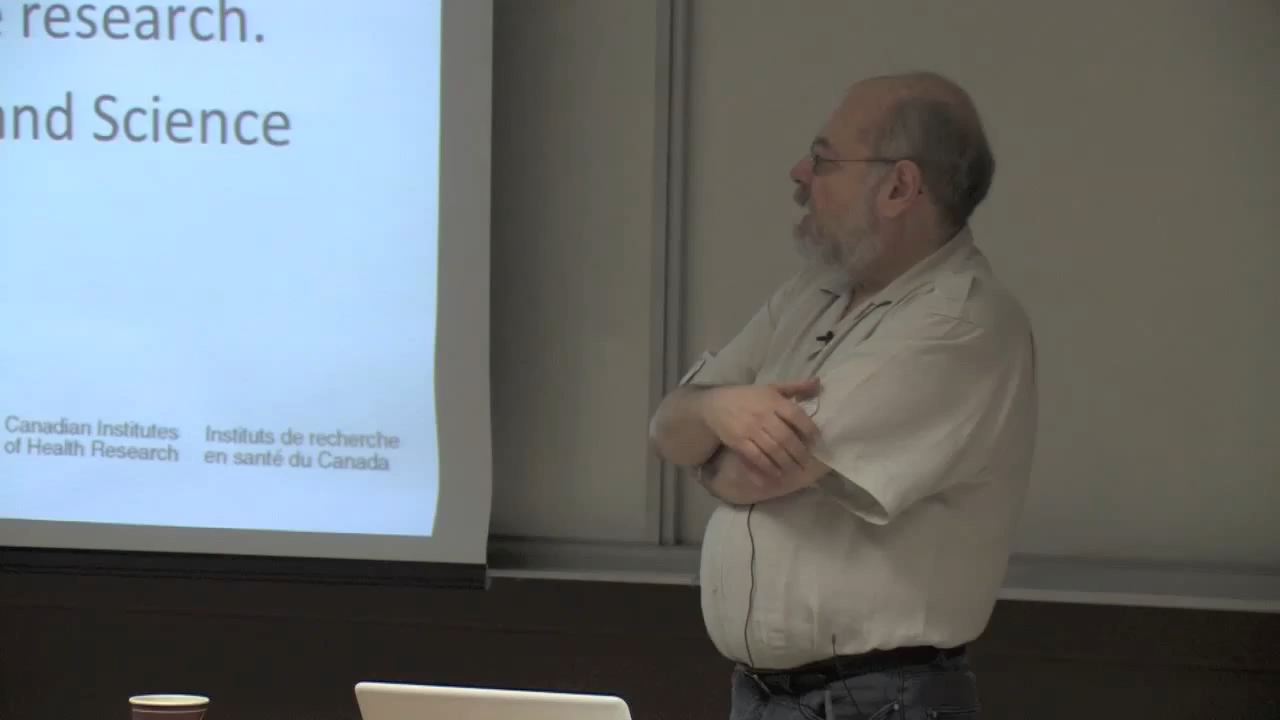 research.
and Science
Canadian Institutes
of Health Research
Instituts de recherche
en santé du Canada